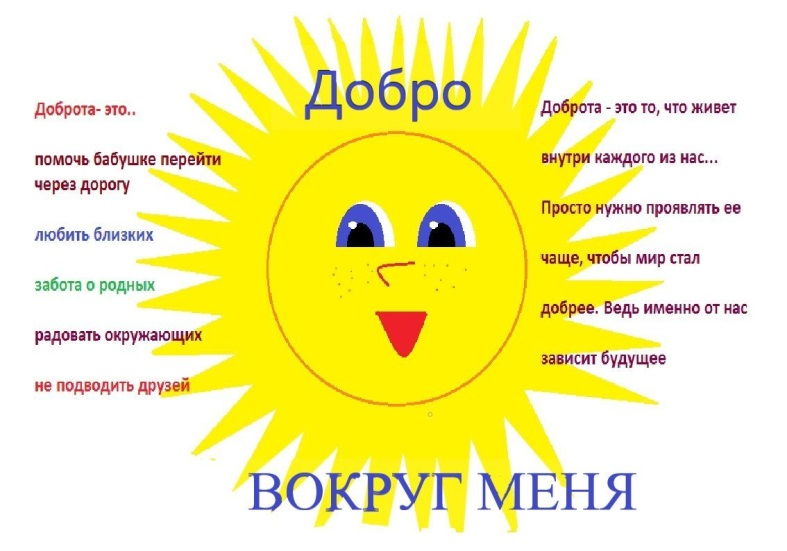 Добро
Доброта- это..
помочь бабушке перейти
через дорогу
любить близких
забота о родных
радовать окружающих
не подводить друзей
Доброта - это то, что живет
внутри каждого из нас...
Просто нужно проявлять ее
чаще, чтобы мир стал
добрее. Ведь именно от нас
зависит будущее
ВОКРУГ МЕНЯ